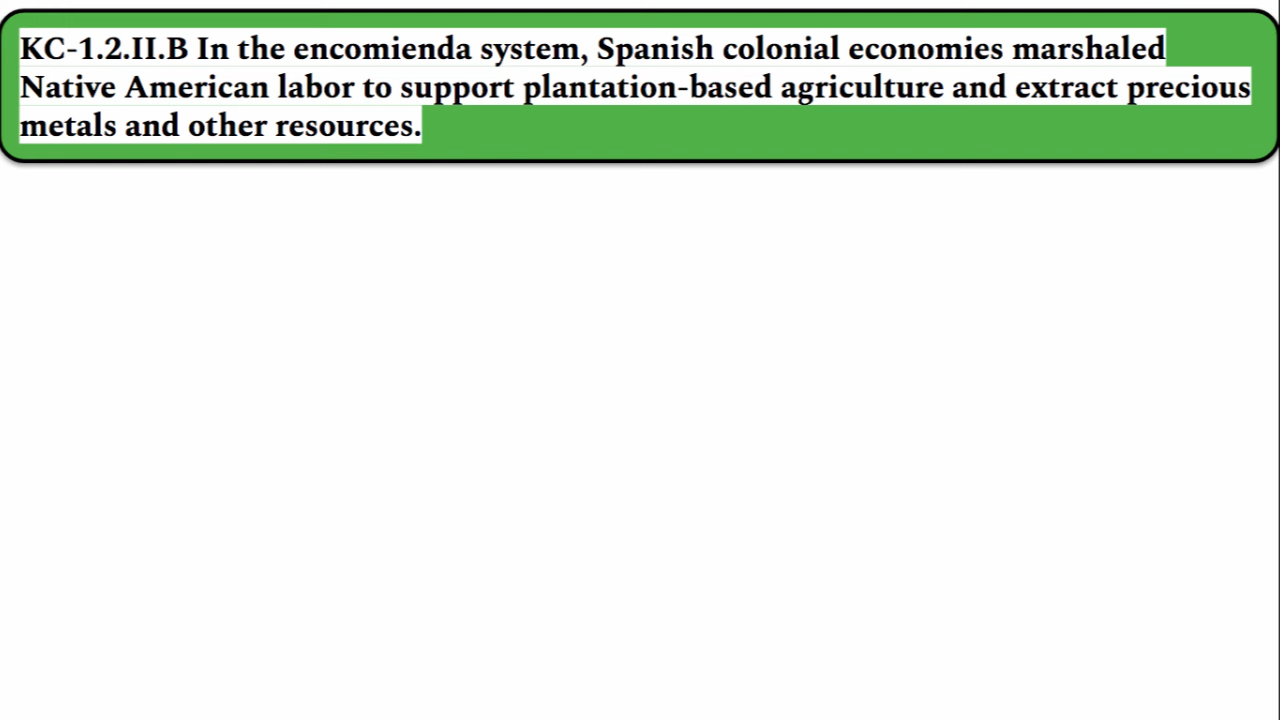 KC-1.2.II.B In the encomienda system, Spanish colonial economies marshaled
Native American labor to support plantation-based agriculture and extract precious
metals and other resources.